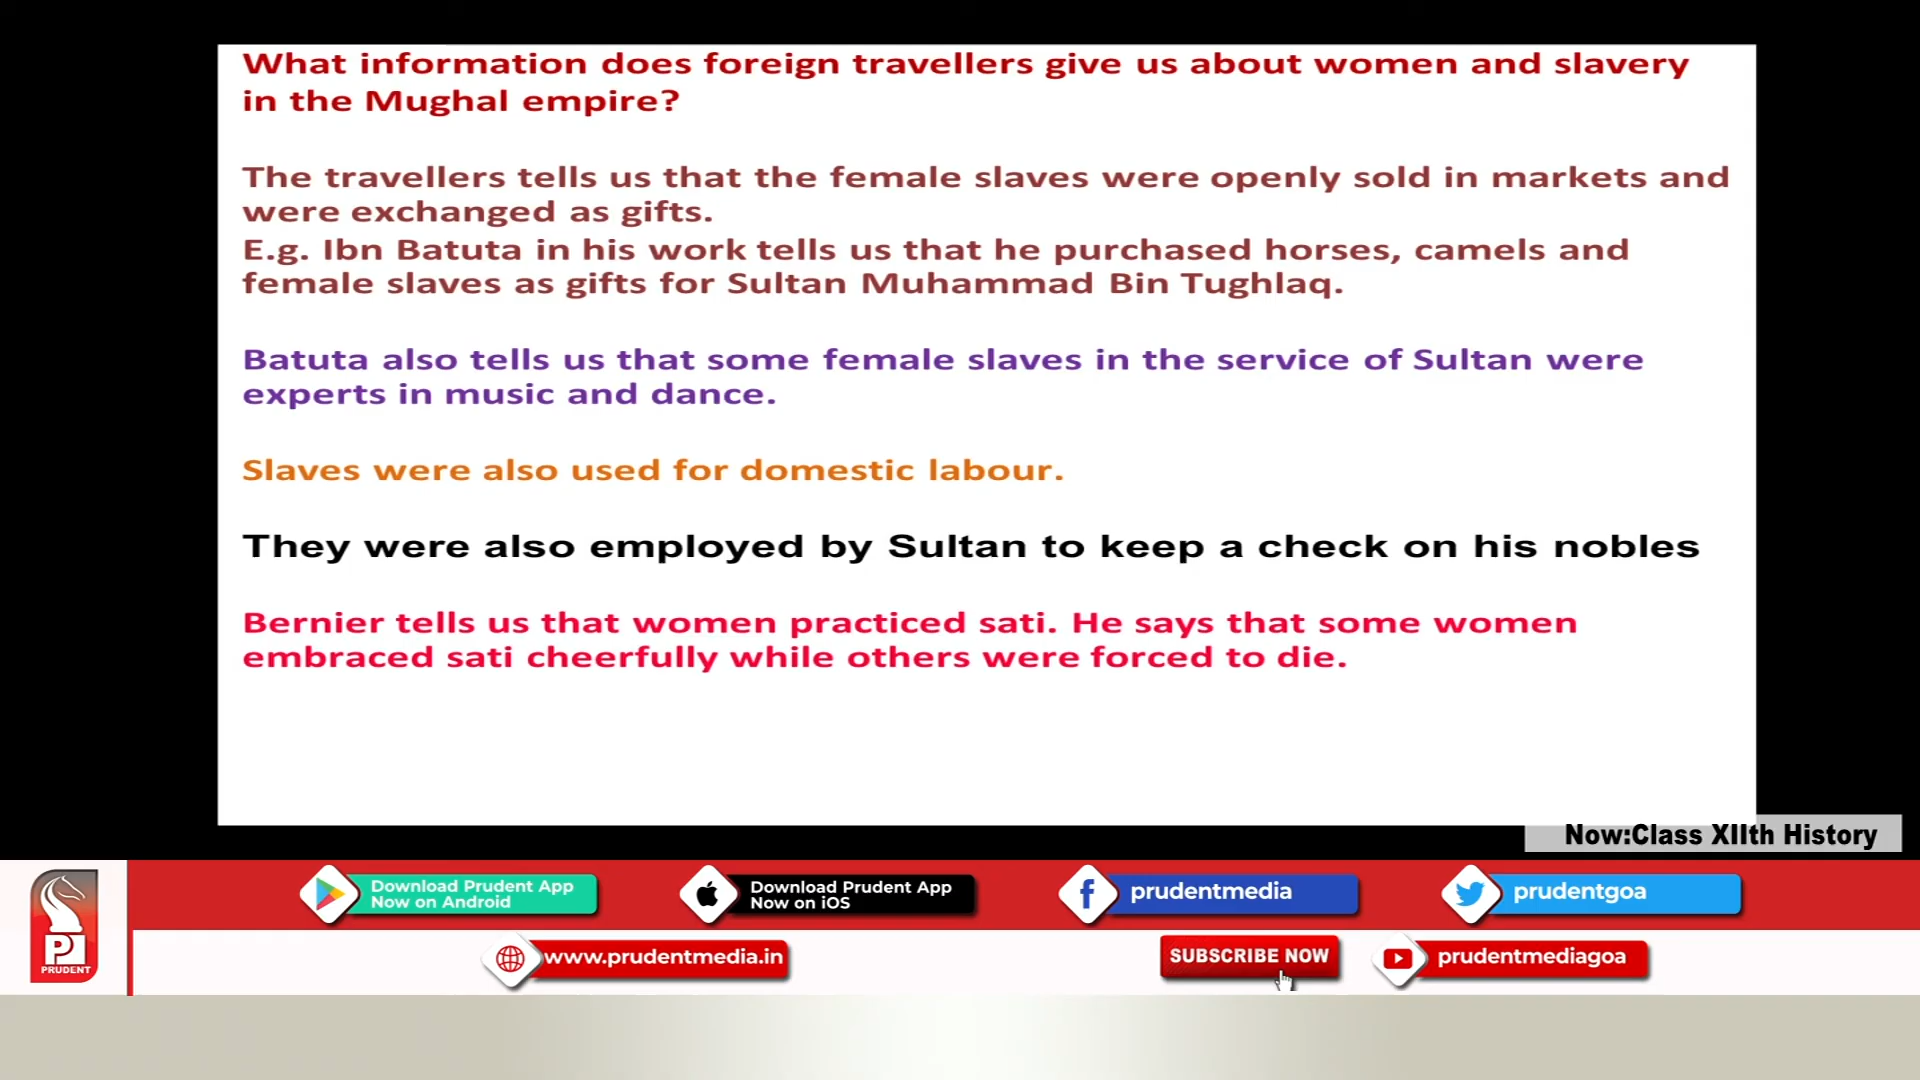 What information does foreign travellers give us about women and slavery
in the Mughal empire?
The travellers tells us that the female slaves were openly sold in markets and
were exchanged as gifts.
E.g. Ibn Batuta in his work tells us that he purchased horses, camels and
female slaves as gifts for Sultan Muhammad Bin Tughlaq.
Batuta also tells us that some female slaves in the service of Sultan were
experts in music and dance.
Slaves were also used for domestic labour.
They were also employed by Sultan to keep a check on his nobles
Bernier tells us that women practiced sati. He says that some women
embraced sati cheerfully while others were forced to die.
Now:Class XIIth History
Download Prudent App
Now on Android
Download Prudent App
Now on iOS
prudentmedia
prudentgoa
www.prudentmedia.in
SUBSCRIBE NOW
prudentmediagoa
P
PRUDENT